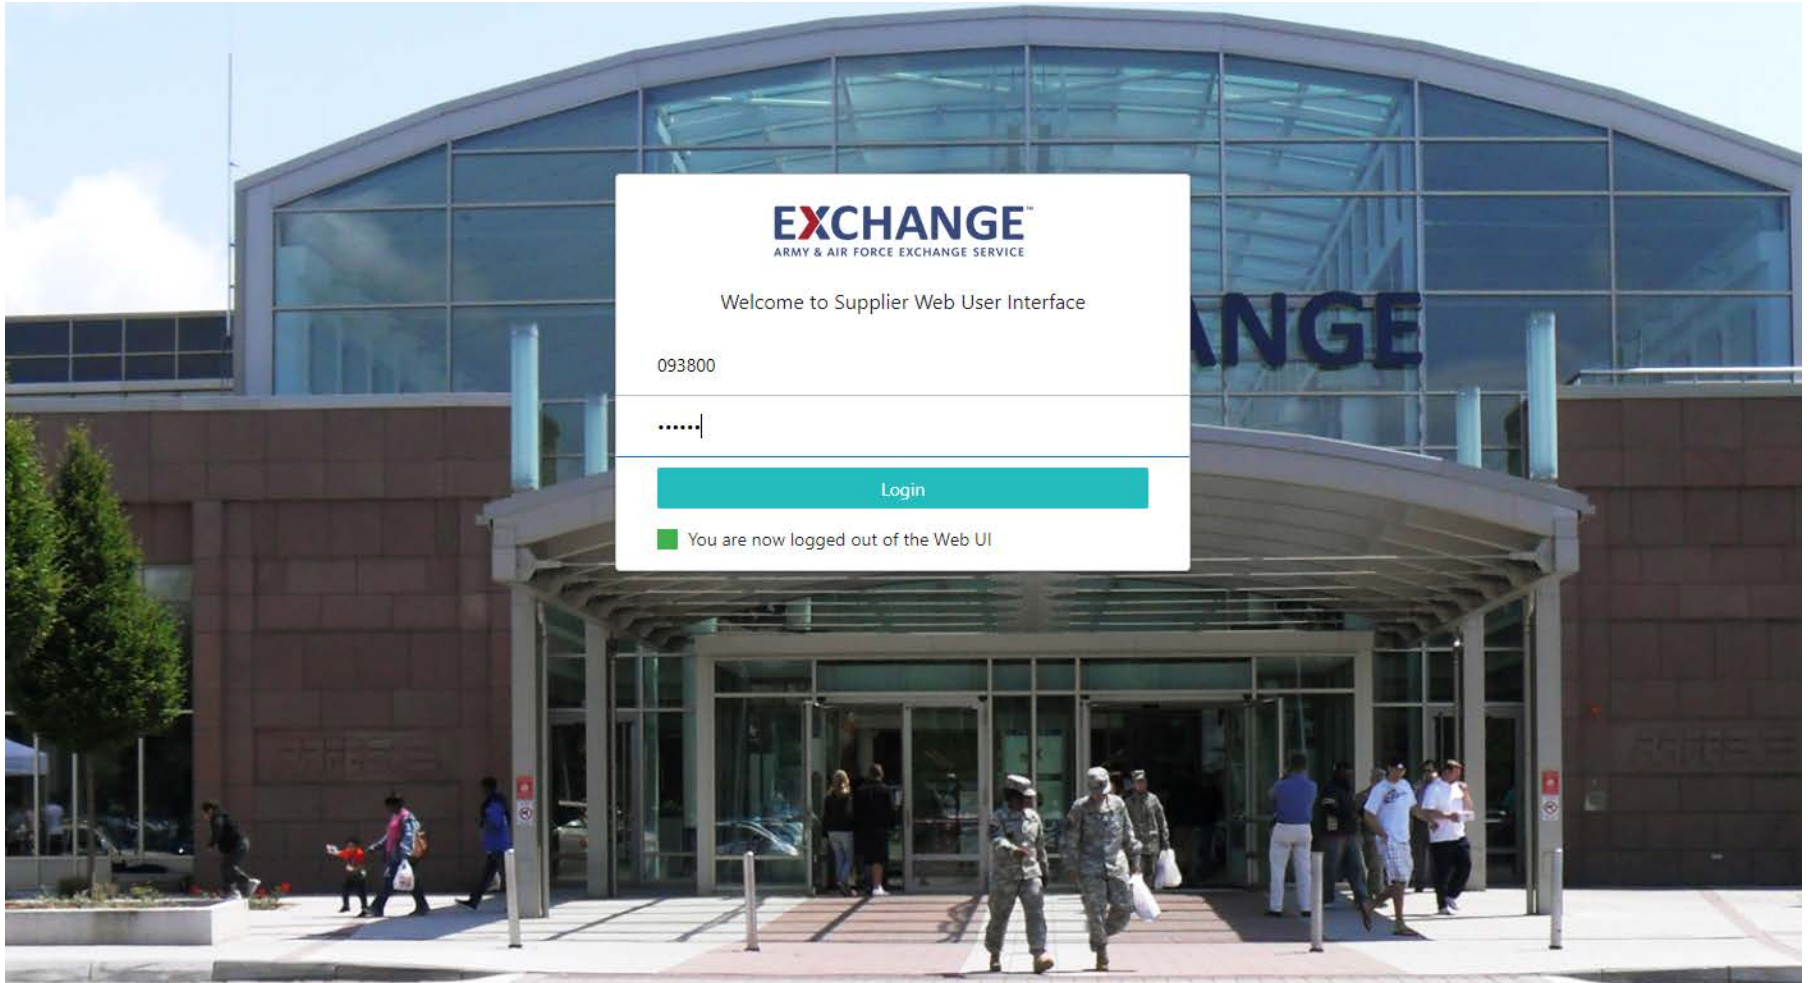 EXCHANGE™
ARMY & AIR FORCE EXCHANGE SERVICE
Welcome to Supplier Web User Interface
NGE
093800
••••••
Login
You are now logged out of the Web UI